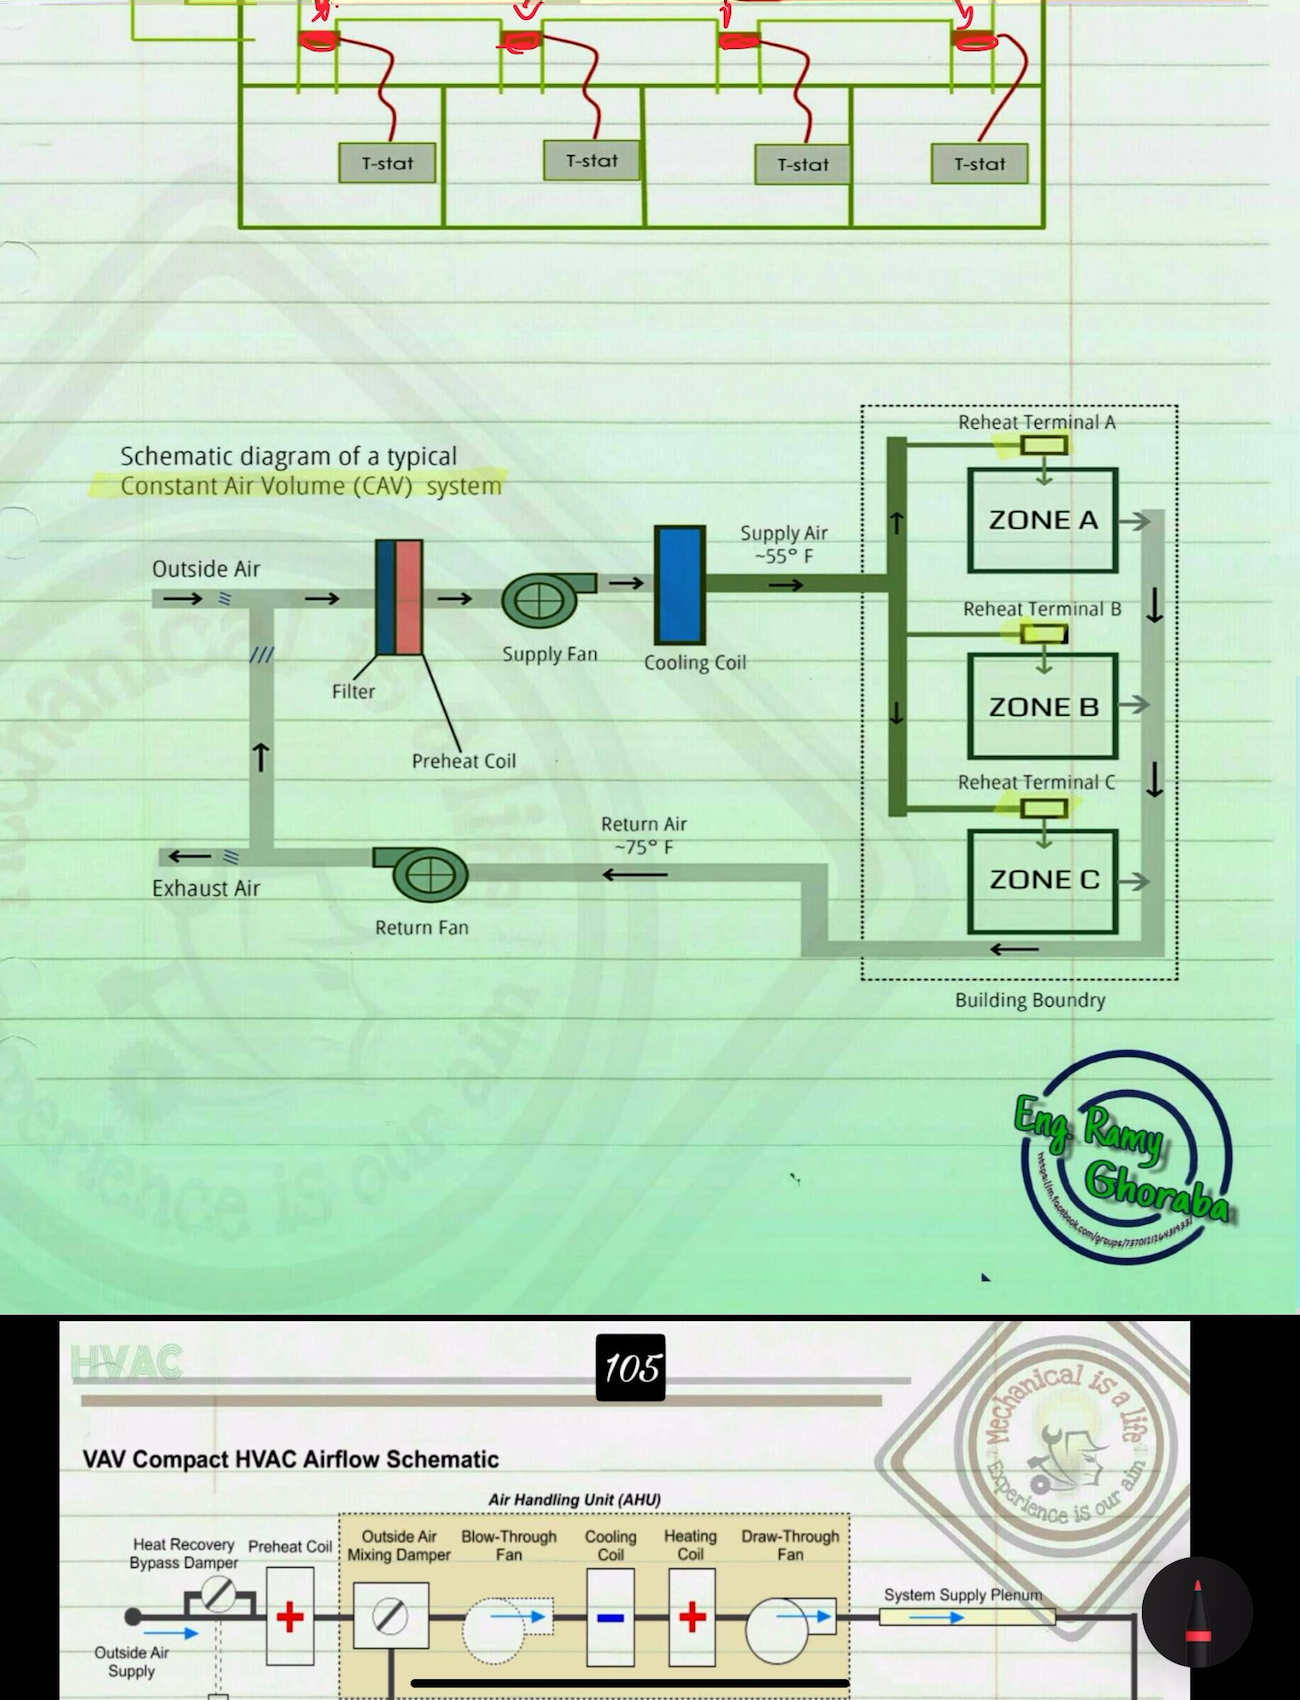 T-stat
T-stat
T-stat
T-stat
Schematic diagram of a typical
Constant Air Volume (CAV) system
Reheat Terminal A
ZONE A
Supply Air
~55° F
Outside Air
Reheat Terminal B
Supply Fan
Cooling Coil
Filter
ZONE B
Preheat Coil
Reheat Terminal C
Return Air
~75° F
ZONE C
Exhaust Air
Return Fan
Building Boundry
Eng. Ramy
Ghoraba
HVAC
105
Mechanical is a life
Experience is our aim
VAV Compact HVAC Airflow Schematic
Air Handling Unit (AHU)
Heat Recovery
Bypass Damper
Preheat Coil
Outside Air
Mixing Damper
Blow-Through
Fan
Cooling
Coil
Heating
Coil
Draw-Through
Fan
System Supply Plenum
Outside Air
Supply